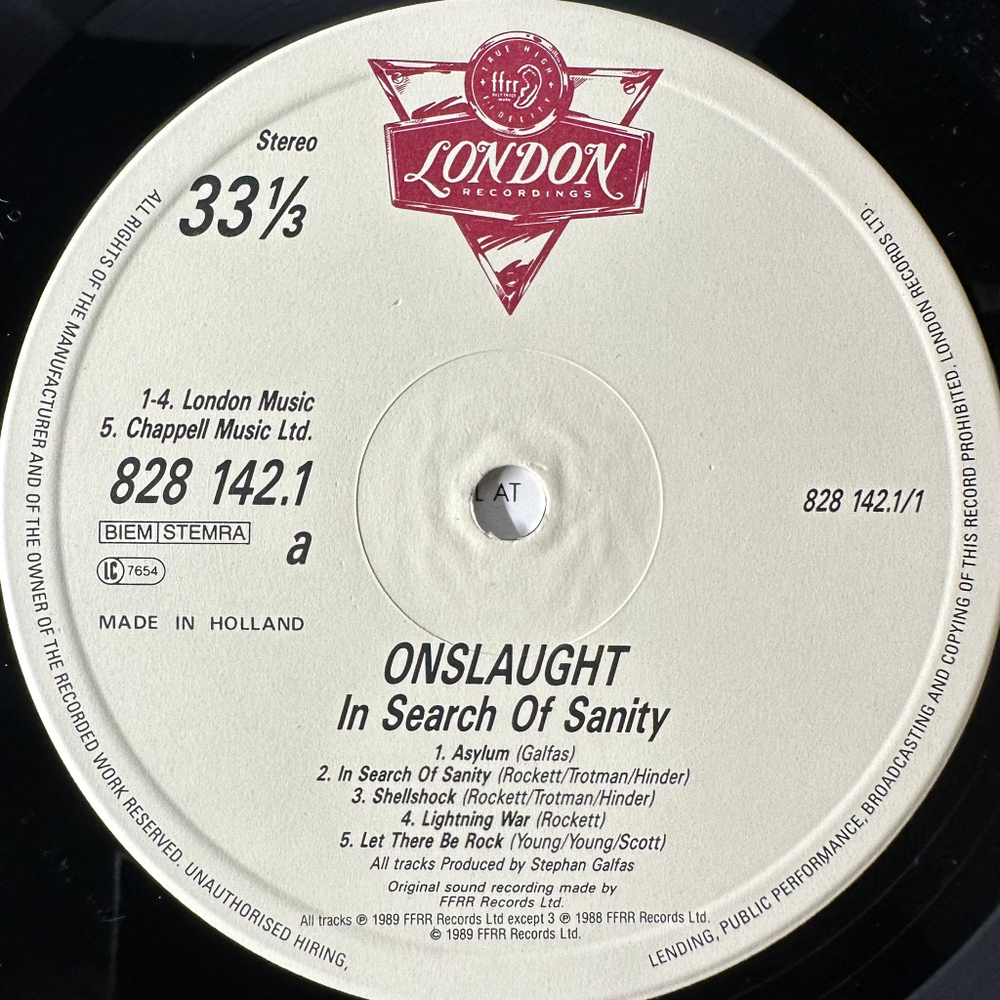 TRUE HIGH FIDELITY
ffrr
LONDON
RECORDINGS
Stereo
33⅓
1-4. London Music
5. Chappell Music Ltd.
828 142.1
BIEM STEMRA
a
LC 7654
MADE IN HOLLAND
828 142.1/1
L AT
ONSLAUGHT
In Search Of Sanity
1. Asylum (Galfas)
2. In Search Of Sanity (Rockett/Trotman/Hinder)
3. Shellshock (Rockett/Trotman/Hinder)
4. Lightning War (Rockett)
5. Let There Be Rock (Young/Young/Scott)
All tracks Produced by Stephan Galfas
Original sound recording made by
FFRR Records Ltd.
All tracks ℗ 1989 FFRR Records Ltd except 3 ℗ 1988 FFRR Records Ltd.
© 1989 FFRR Records Ltd.
ALL RIGHTS OF THE MANUFACTURER AND OF THE OWNER OF THE RECORDED WORK RESERVED. UNAUTHORISED HIRING,
LENDING, PUBLIC PERFORMANCE, BROADCASTING AND COPYING OF THIS RECORD PROHIBITED. LONDON RECORDS LTD.